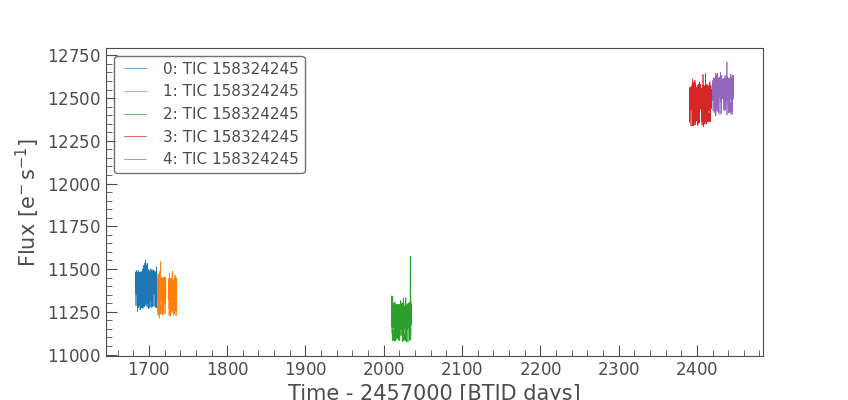 12750
12500
12250
12000
11750
11500
11250
11000
Flux [e⁻ s⁻¹]
0: TIC 158324245
1: TIC 158324245
2: TIC 158324245
3: TIC 158324245
4: TIC 158324245
1700 1800 1900 2000 2100 2200 2300 2400
Time - 2457000 [BTJD days]